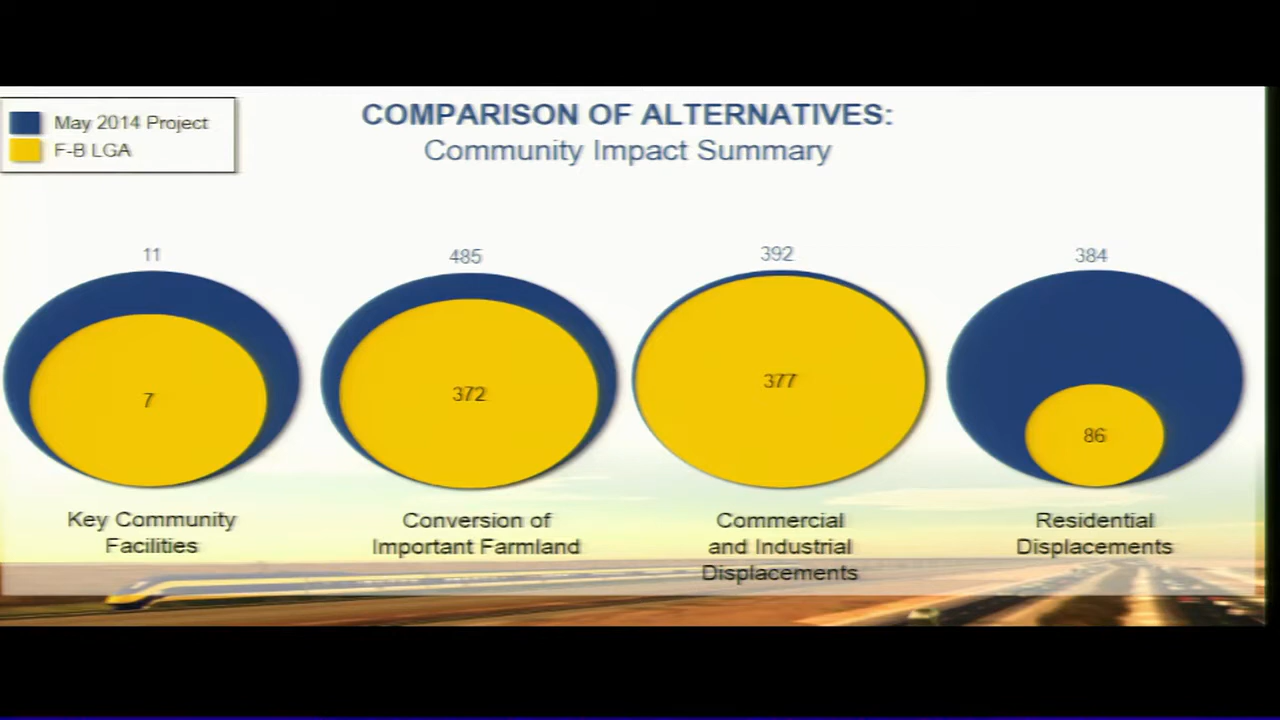 May 2014 Project
F-B LGA
COMPARISON OF ALTERNATIVES:
Community Impact Summary
11
485
392
384
7
372
377
86
Key Community
Facilities
Conversion of
Important Farmland
Commercial
and Industrial
Displacements
Residential
Displacements